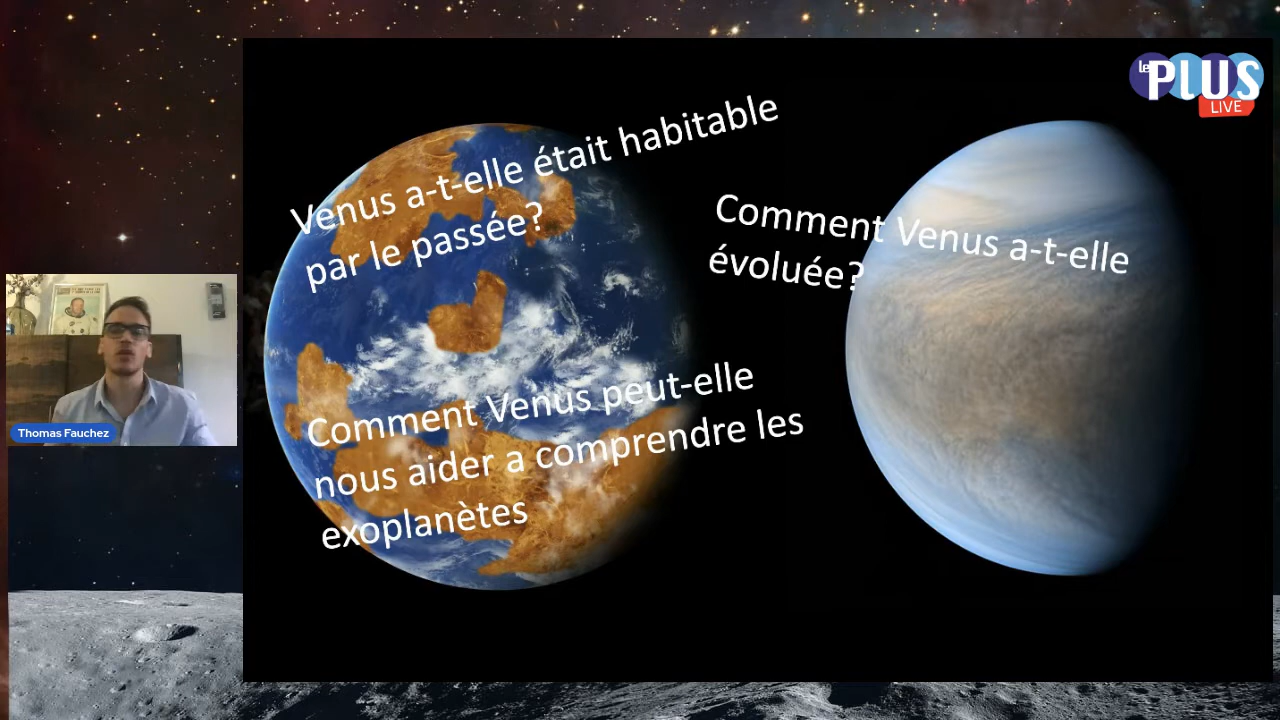 le PLUS
LIVE
Venus a-t-elle était habitable
par le passée?
Comment Venus a-t-elle
évoluée?
Comment Venus peut-elle
nous aider a comprendre les
exoplanètes
Thomas Fauchez